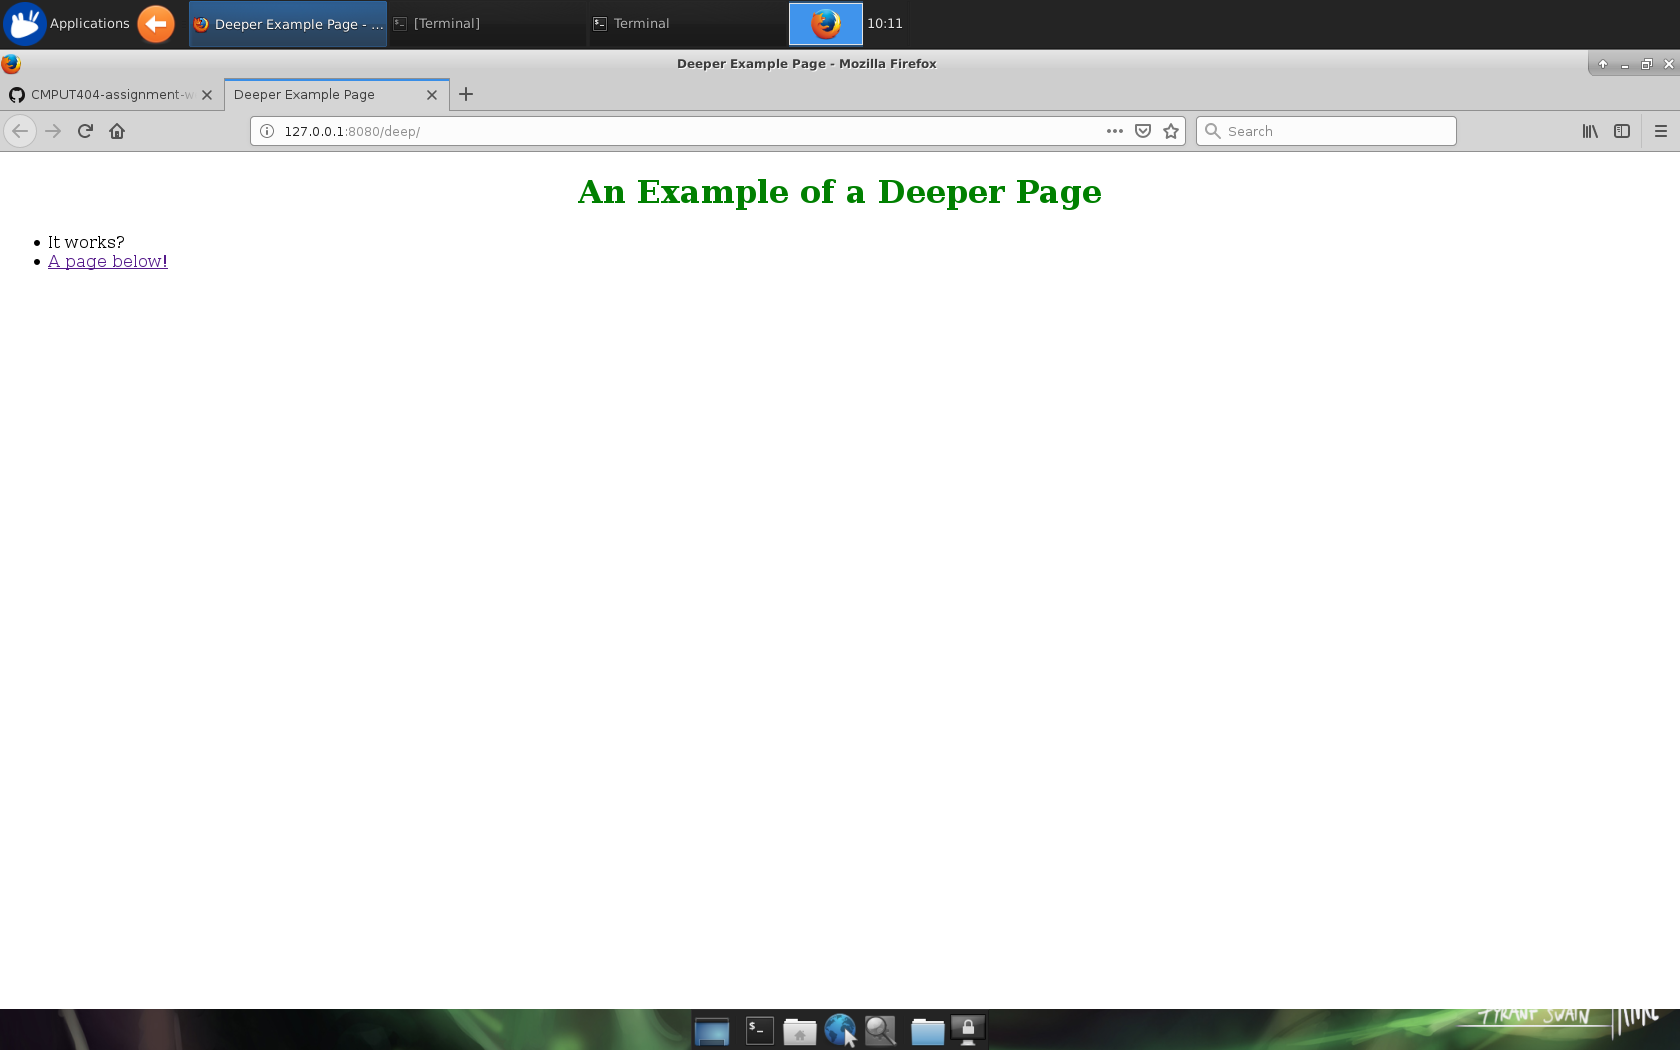 Applications
Deeper Example Page - ...
[Terminal]
Terminal
10:11
Deeper Example Page - Mozilla Firefox
CMPUT404-assignment-w
Deeper Example Page
127.0.0.1:8080/deep/
Search
An Example of a Deeper Page
It works?
A page below!
$_